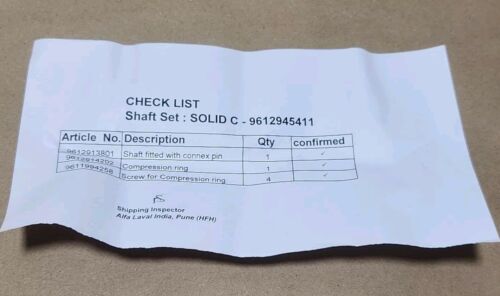 CHECK LIST
Shaft Set : SOLID C - 9612945411
Article No. Description Qty confirmed
9612913801 Shaft fitted with connex pin 1 ✓
9612914202 Compression ring 1 ✓
9611994258 Screw for Compression ring 4 ✓
Shipping Inspector
Alfa Laval India, Pune (HFH)